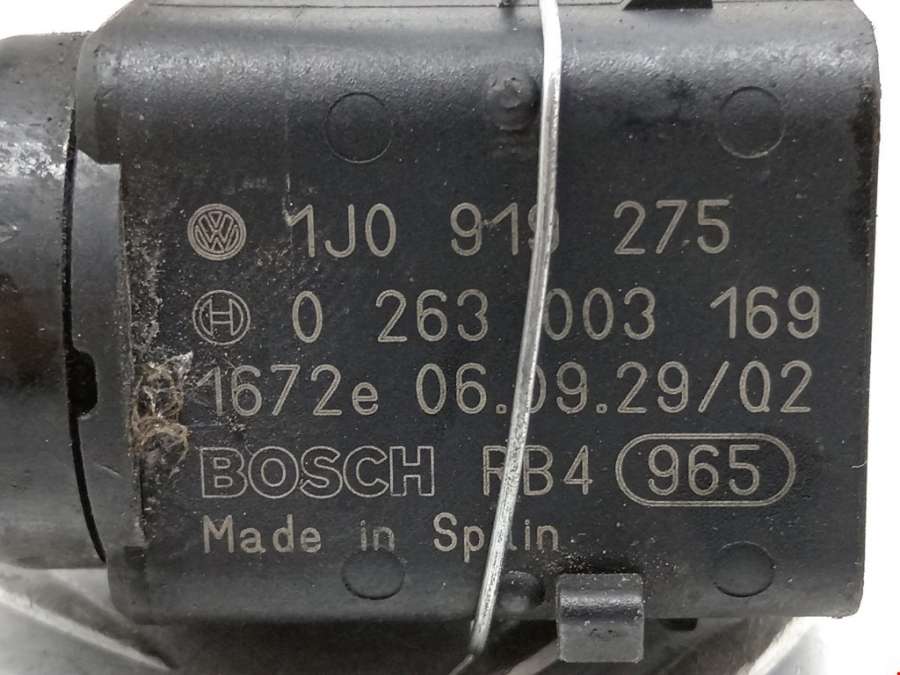 1J0 919 275
0 263 003 169
1672e 06.09.29/02
BOSCH RB4 965
Made in Spain